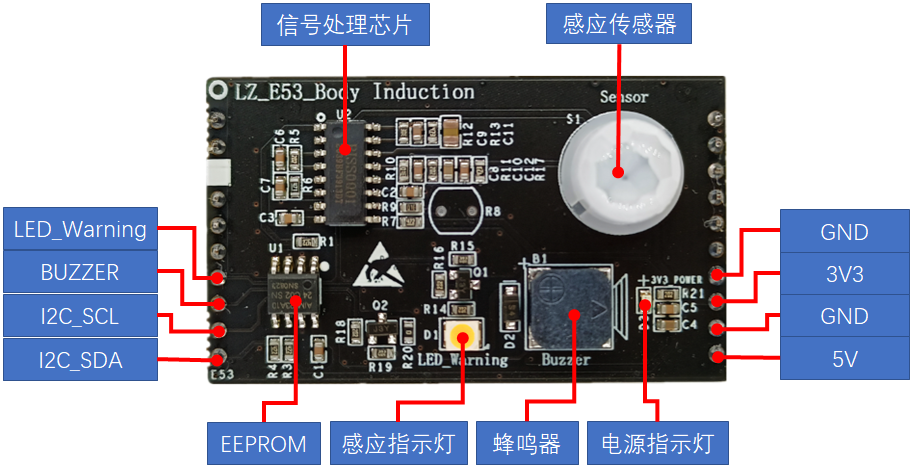 信号处理芯片
感应传感器
LZ_E53_Body Induction
Sensor
U2
S1
C6
R5
R12
C9
R13
C11
C7
R6
R10
C8
R11
C10
C12
R17
C2
R9
R7
R8
C3
R1
U1
LED_Warning
BUZZER
I2C_SCL
I2C_SDA
GND
3V3
GND
5V
R15
R16
Q1
B1
3V3 POWER
R21
C5
C4
R14
Q2
R18
R19
R20
D1
D2
LED_Warning
Buzzer
R4
R3
C1
E53
EEPROM
感应指示灯
蜂鸣器
电源指示灯